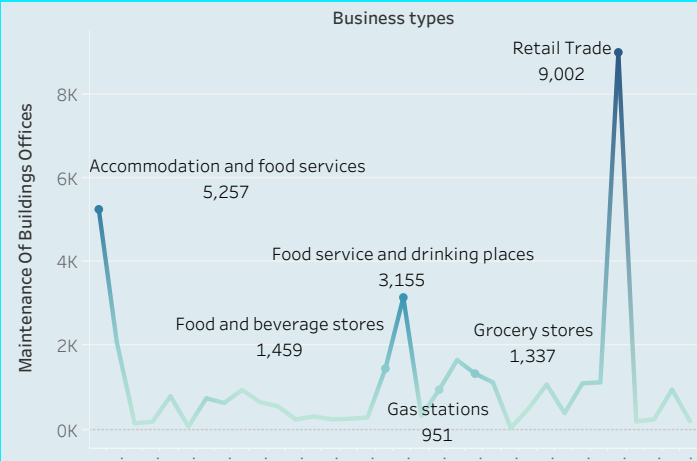 Business types
Retail Trade
9,002
8K
Accommodation and food services
6K
5,257
Food service and drinking places
4K
3,155
Food and beverage stores
1,459
Grocery stores
2K
1,337
Gas stations
951
0K
Maintenance Of Buildings Offices